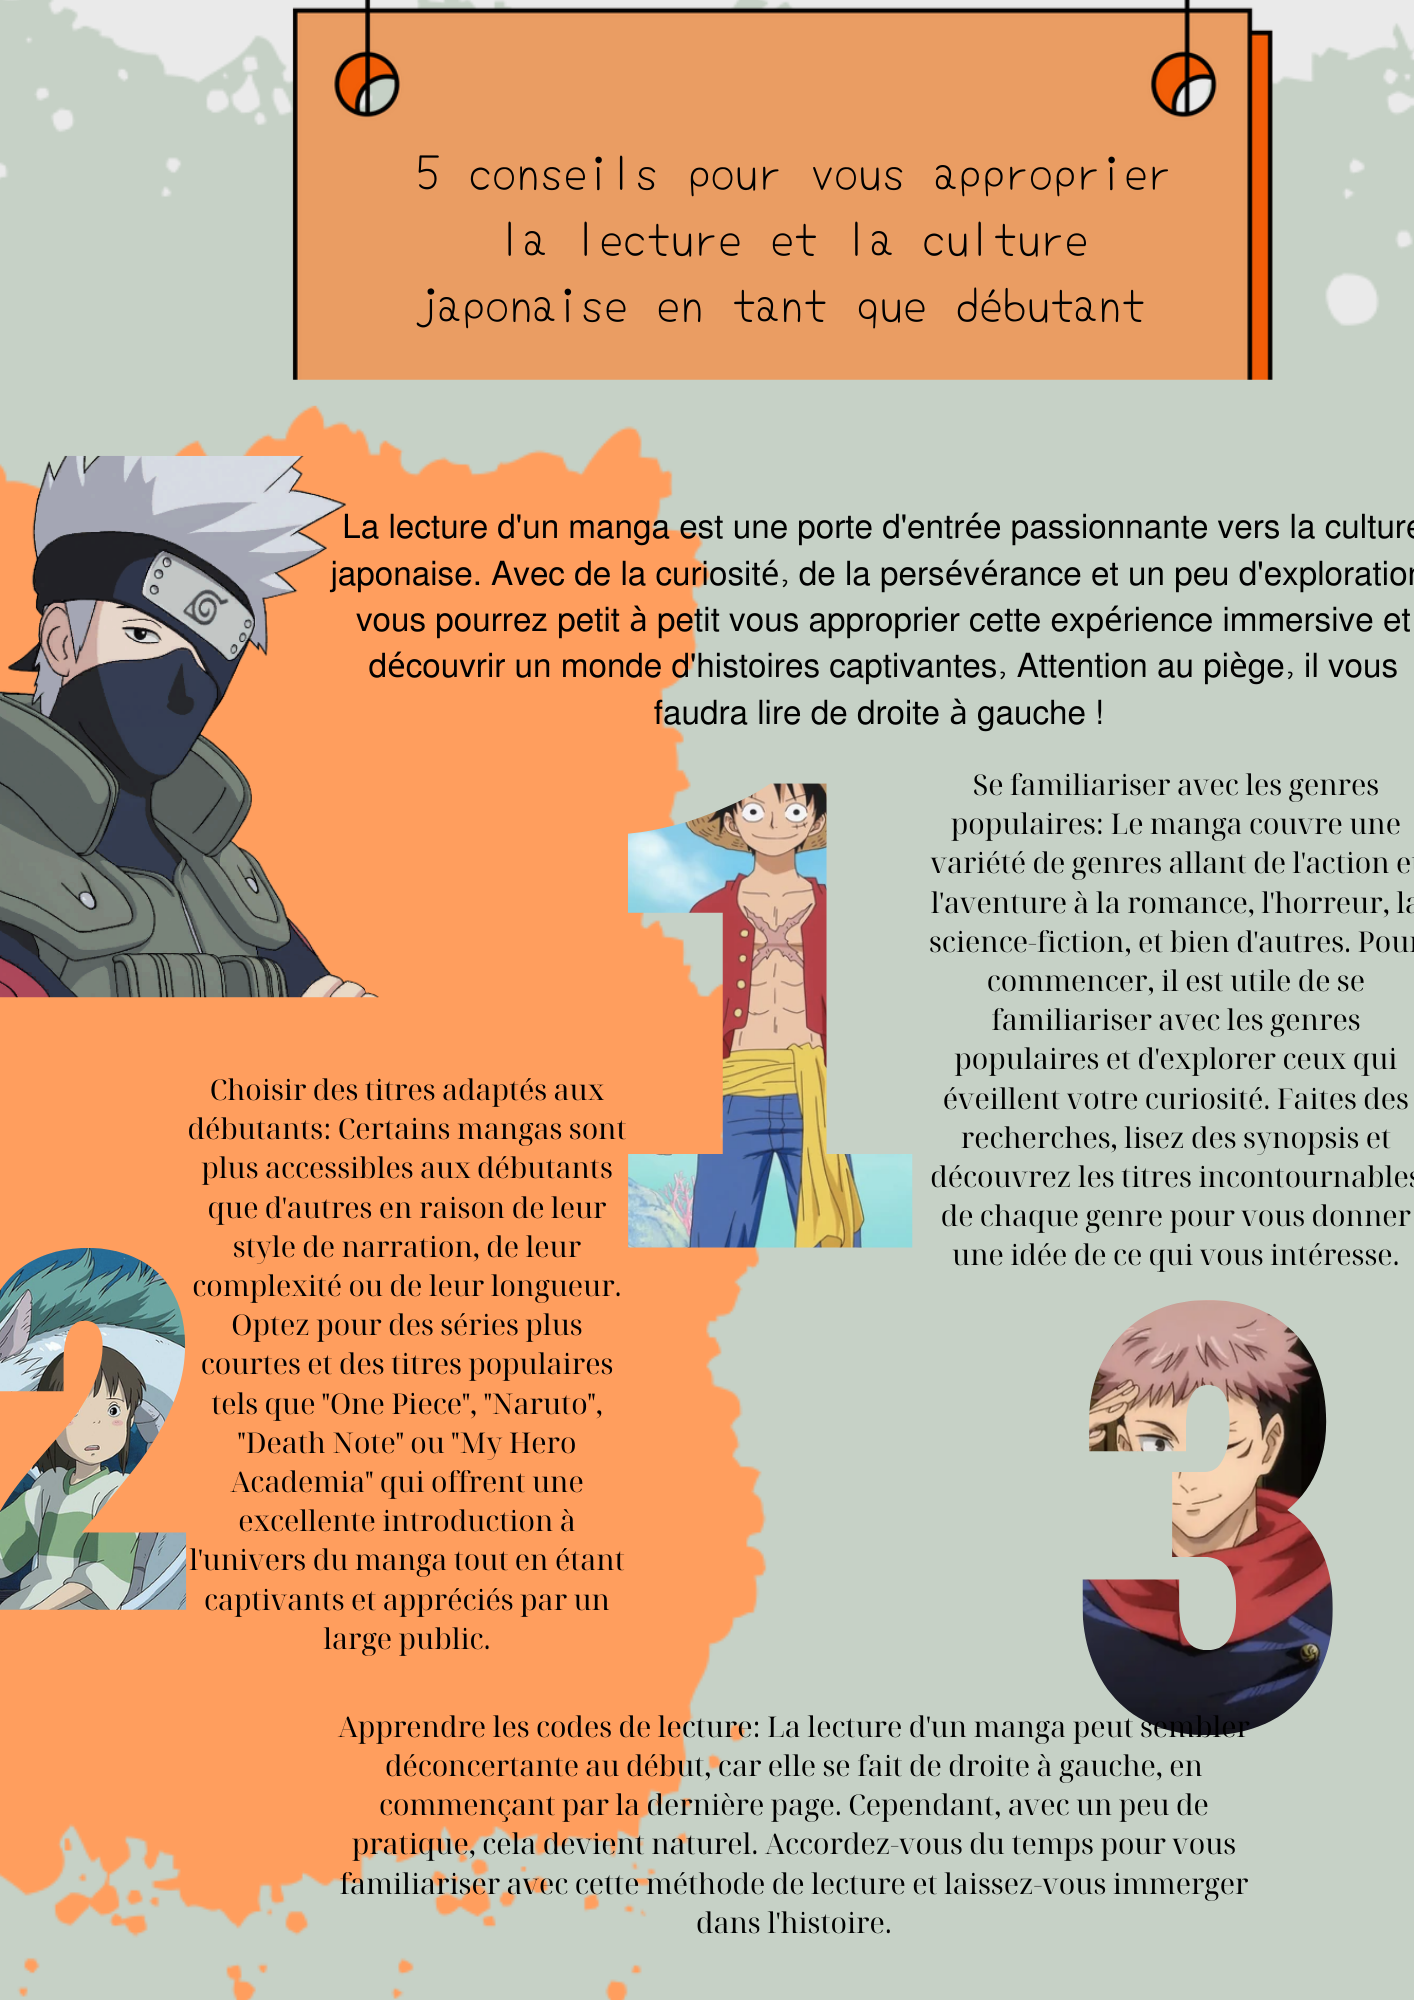 5 conseils pour vous approprier
la lecture et la culture
japonaise en tant que débutant
La lecture d'un manga est une porte d'entrée passionnante vers la culture
japonaise. Avec de la curiosité, de la persévérance et un peu d'exploration
vous pourrez petit à petit vous approprier cette expérience immersive et
découvrir un monde d'histoires captivantes, Attention au piège, il vous
faudra lire de droite à gauche !
1
Se familiariser avec les genres
populaires: Le manga couvre une
variété de genres allant de l'action et
l'aventure à la romance, l'horreur, la
science-fiction, et bien d'autres. Pour
commencer, il est utile de se
familiariser avec les genres
populaires et d'explorer ceux qui
éveillent votre curiosité. Faites des
recherches, lisez des synopsis et
découvrez les titres incontournables
de chaque genre pour vous donner
une idée de ce qui vous intéresse.
2
Choisir des titres adaptés aux
débutants: Certains mangas sont
plus accessibles aux débutants
que d'autres en raison de leur
style de narration, de leur
complexité ou de leur longueur.
Optez pour des séries plus
courtes et des titres populaires
tels que "One Piece", "Naruto",
"Death Note" ou "My Hero
Academia" qui offrent une
excellente introduction à
l'univers du manga tout en étant
captivants et appréciés par un
large public.
3
Apprendre les codes de lecture: La lecture d'un manga peut sembler
déconcertante au début, car elle se fait de droite à gauche, en
commençant par la dernière page. Cependant, avec un peu de
pratique, cela devient naturel. Accordez-vous du temps pour vous
familiariser avec cette méthode de lecture et laissez-vous immerger
dans l'histoire.